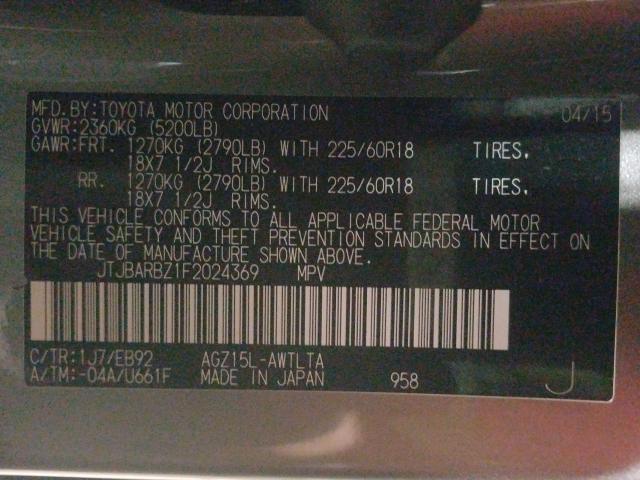 MFD.BY:TOYOTA MOTOR CORPORATION 04/15
GVWR:2360KG (5200LB)
GAWR:FRT. 1270KG (2790LB) WITH 225/60R18 TIRES,
18X7 1/2J RIMS.
RR. 1270KG (2790LB) WITH 225/60R18 TIRES,
18X7 1/2J RIMS.
THIS VEHICLE CONFORMS TO ALL APPLICABLE FEDERAL MOTOR
VEHICLE SAFETY AND THEFT PREVENTION STANDARDS IN EFFECT ON
THE DATE OF MANUFACTURE SHOWN ABOVE.
JTJBARBZ1F2024369 MPV
C/TR:1J7/EB92 AGZ15L-AWTLTA
A/TM:-04A/U661F MADE IN JAPAN 958 J